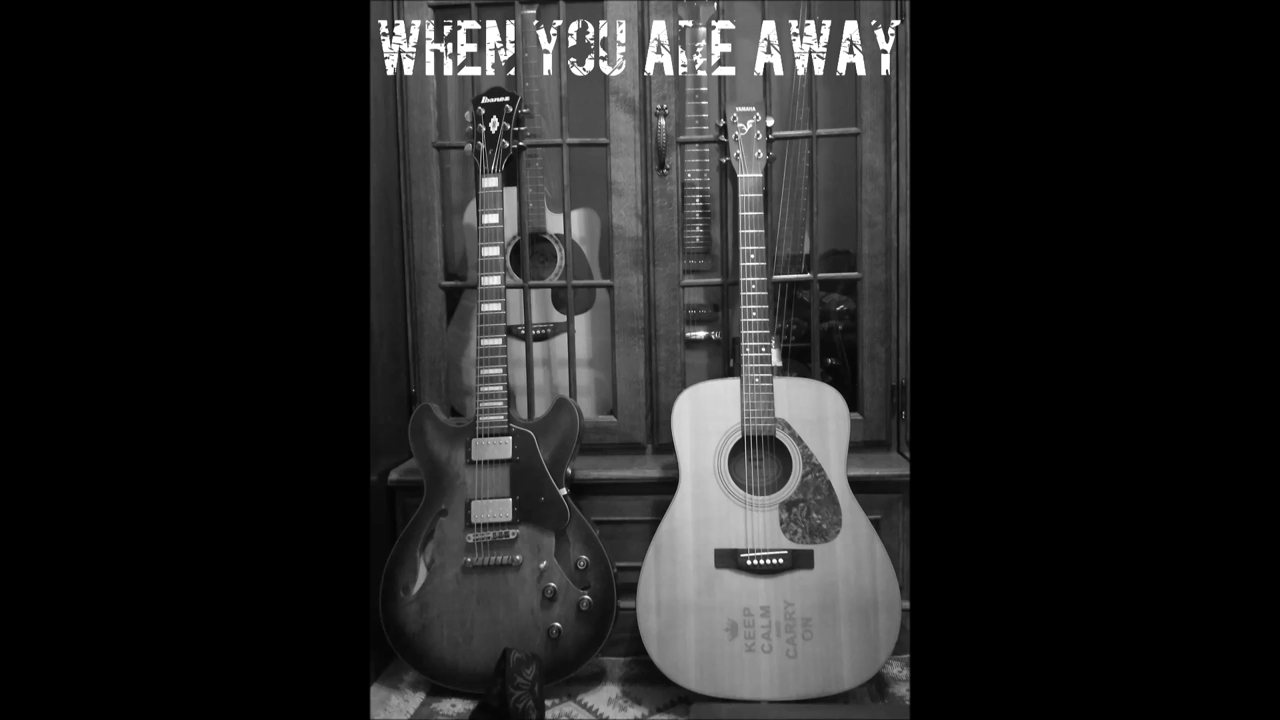 WHEN YOU ARE AWAY
Ibanez
YAMAHA
KEEP
CALM
AND
CARRY
ON